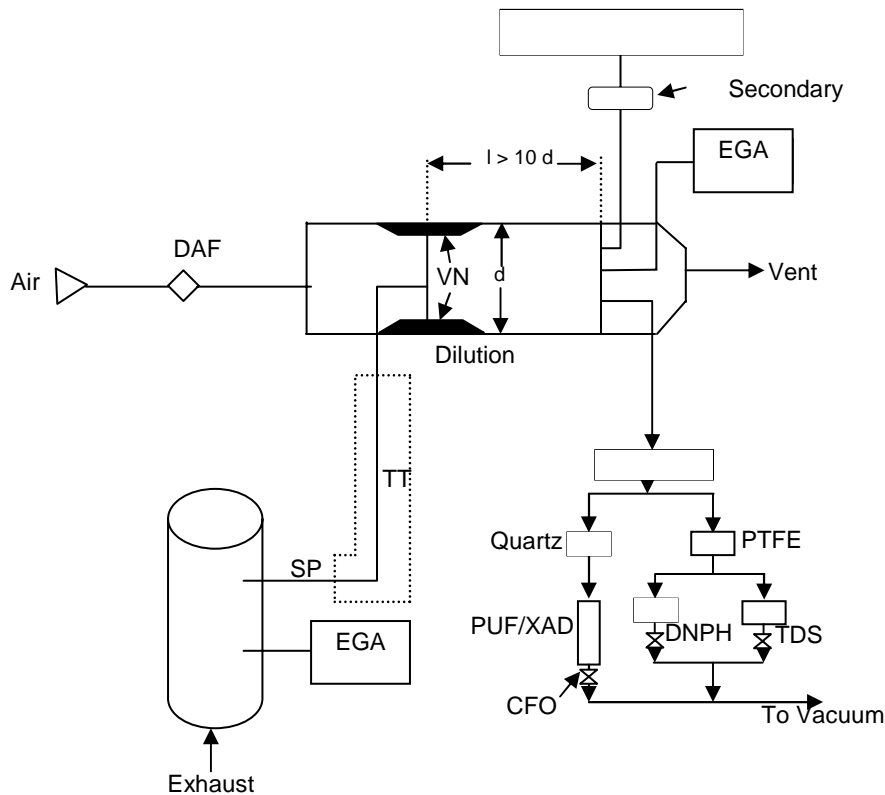 Secondary
EGA
l > 10 d
DAF
VN
d
Air
Vent
Dilution
TT
Quartz
PTFE
SP
PUF/XAD
DNPH
TDS
EGA
CFO
To Vacuum
Exhaust